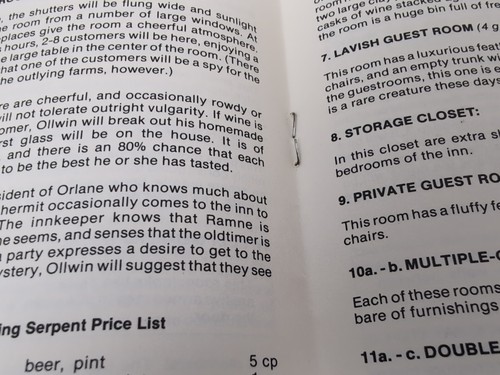 , the shutters will be flung wide and sunlight
e room from a number of large windows. At
places give the room a cheerful atmosphere.
s hours, 2-8 customers will be here, enjoying a
e large table in the center of the room. (There
that one of the customers will be a spy for the
the outlying farms, however.)
re are cheerful, and occasionally rowdy or
will not tolerate outright vulgarity. If wine is
omer, Ollwin will break out his homemade
irst glass will be on the house. It is of
, and there is an 80% chance that each
to be the best he or she has tasted.
sident of Orlane who knows much about
hermit occasionally comes to the inn to
The innkeeper knows that Ramne is
he seems, and senses that the oldtimer is
a party expresses a desire to get to the
ystery, Ollwin will suggest that they see
ing Serpent Price List
beer, pint 5 cp
two large clay
casks of wine stacked
the room is a huge bin full of fre
7. LAVISH GUEST ROOM (4 g
This room has a luxurious feat
chairs, and an empty trunk wi
the guestrooms, this one is e
is a rare creature these days
8. STORAGE CLOSET:
In this closet are extra sh
bedrooms of the inn.
9. PRIVATE GUEST RO
This room has a fluffy fe
chairs.
10a. - b. MULTIPLE-O
Each of these rooms
bare of furnishings
11a. - c. DOUBLE